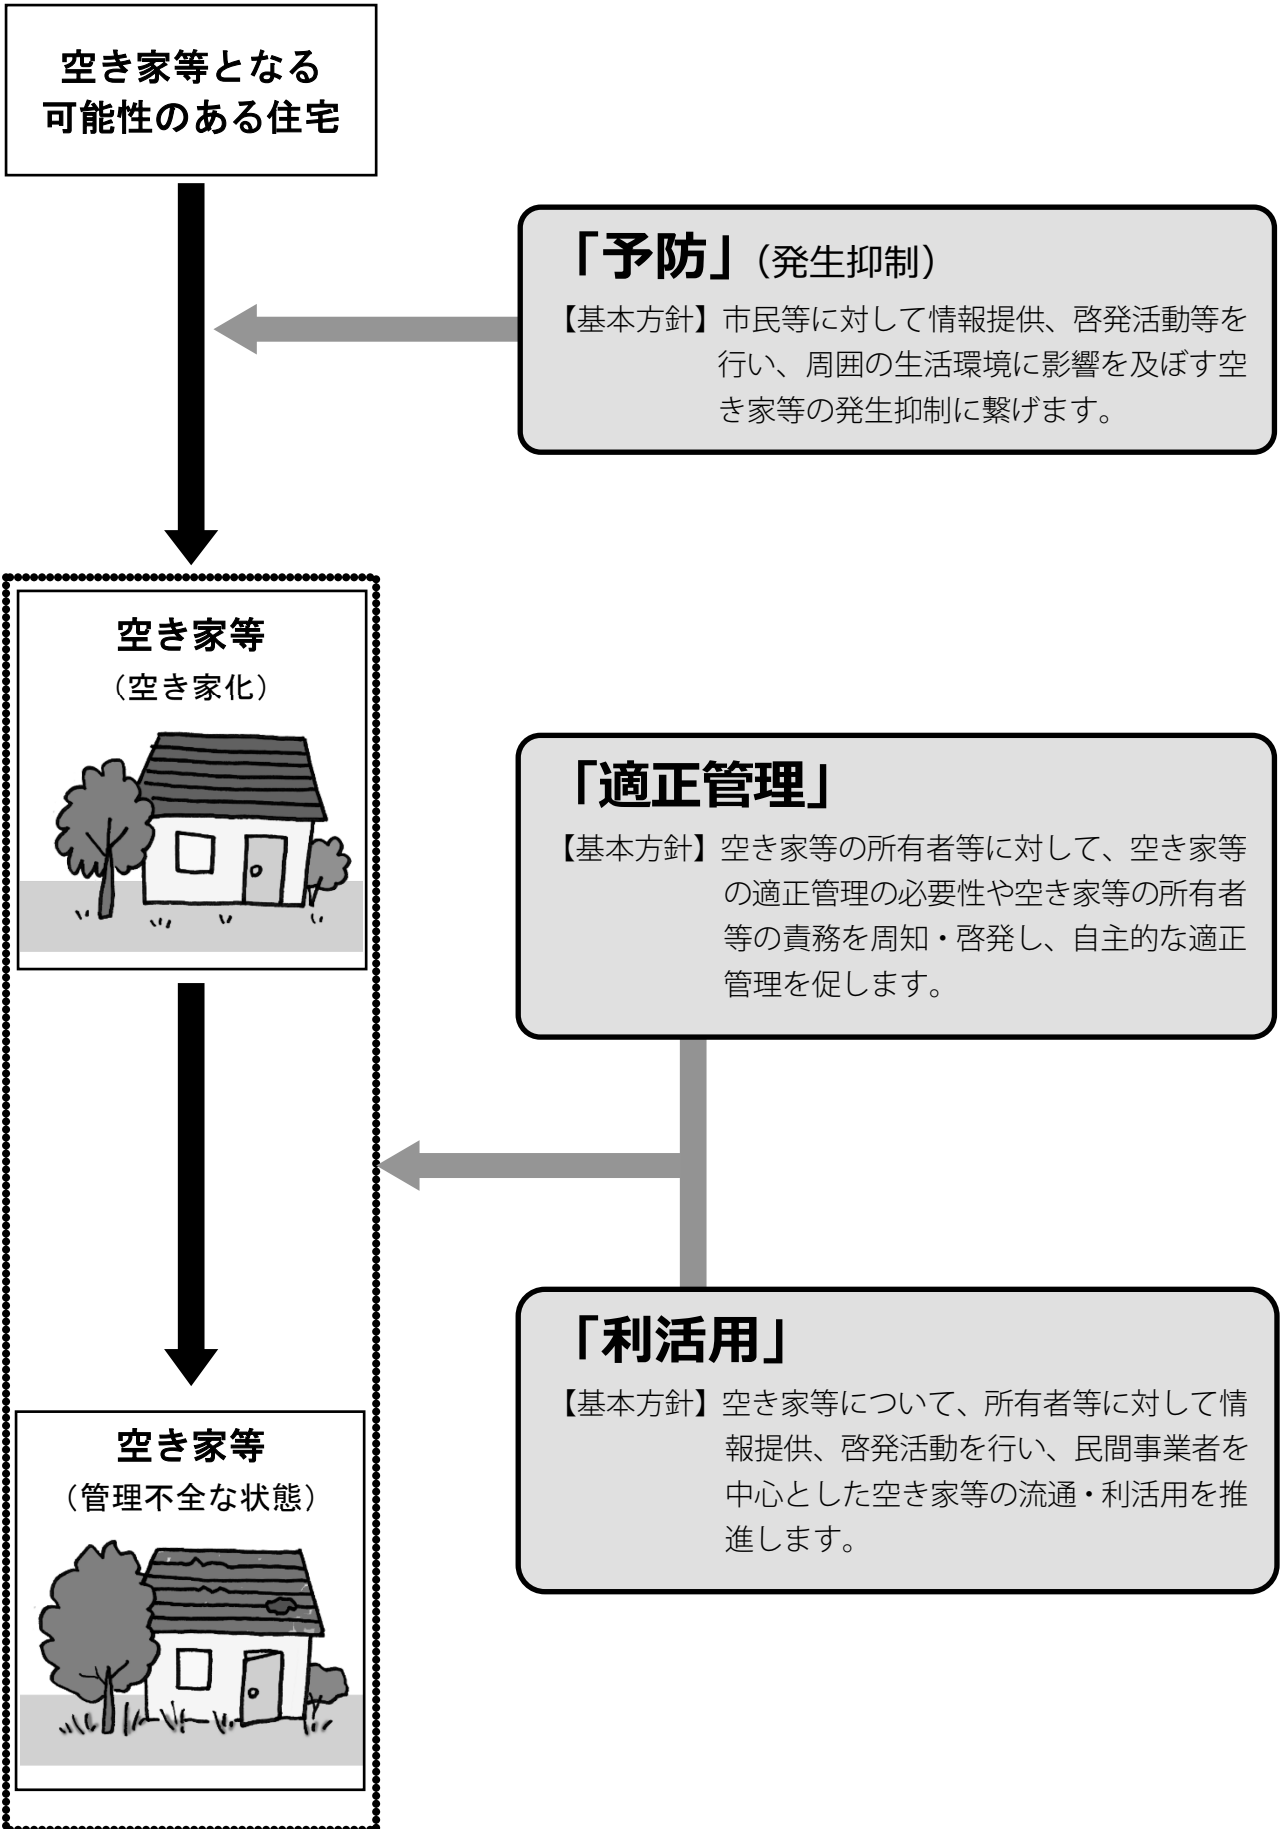 空き家等となる
可能性のある住宅
「予防」（発生抑制）
【基本方針】市民等に対して情報提供、啓発活動等を
行い、周囲の生活環境に影響を及ぼす空
き家等の発生抑制に繋げます。
空き家等
（空き家化）
「適正管理」
【基本方針】空き家等の所有者等に対して、空き家等
の適正管理の必要性や空き家等の所有者
等の責務を周知・啓発し、自主的な適正
管理を促します。
「利活用」
【基本方針】空き家等について、所有者等に対して情
報提供、啓発活動を行い、民間事業者を
中心とした空き家等の流通・利活用を推
進します。
空き家等
（管理不全な状態）